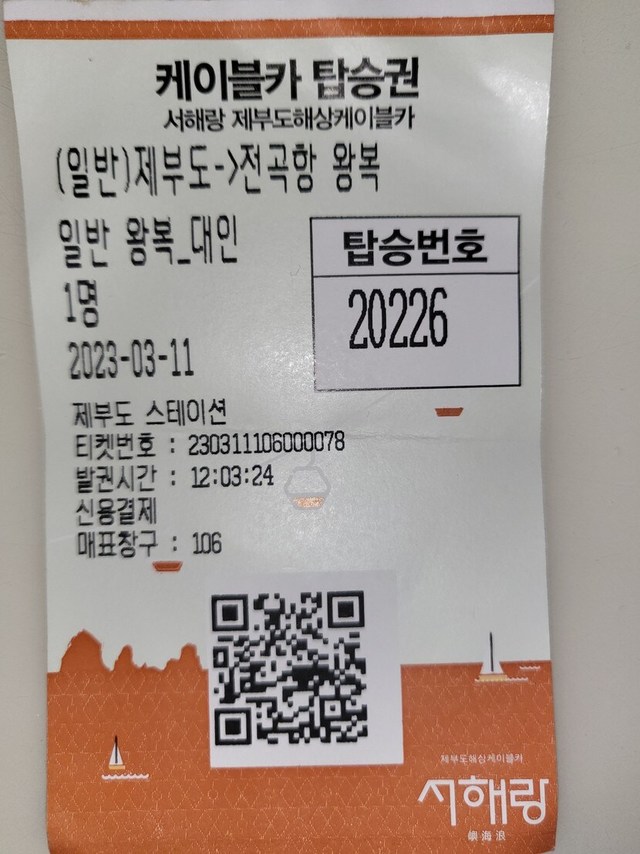 케이블카 탑승권
서해랑 제부도해상케이블카
(일반)제부도->전곡항 왕복
일반 왕복_대인
1명
2023-03-11
탑승번호
20226
제부도 스테이션
티켓번호 : 230311106000078
발권시간 : 12:03:24
신용결제
매표창구 : 106
제부도해상케이블카
서해랑
嶼·海·浪